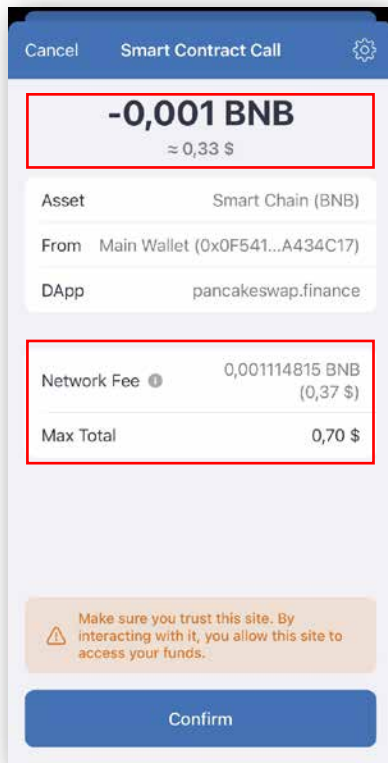 Cancel Smart Contract Call
-0,001 BNB
≈ 0,33 $
Asset Smart Chain (BNB)
From Main Wallet (0x0F541...A434C17)
DApp pancakeswap.finance
Network Fee 0,001114815 BNB
(0,37 $)
Max Total 0,70 $
Make sure you trust this site. By
interacting with it, you allow this site to
access your funds.
Confirm